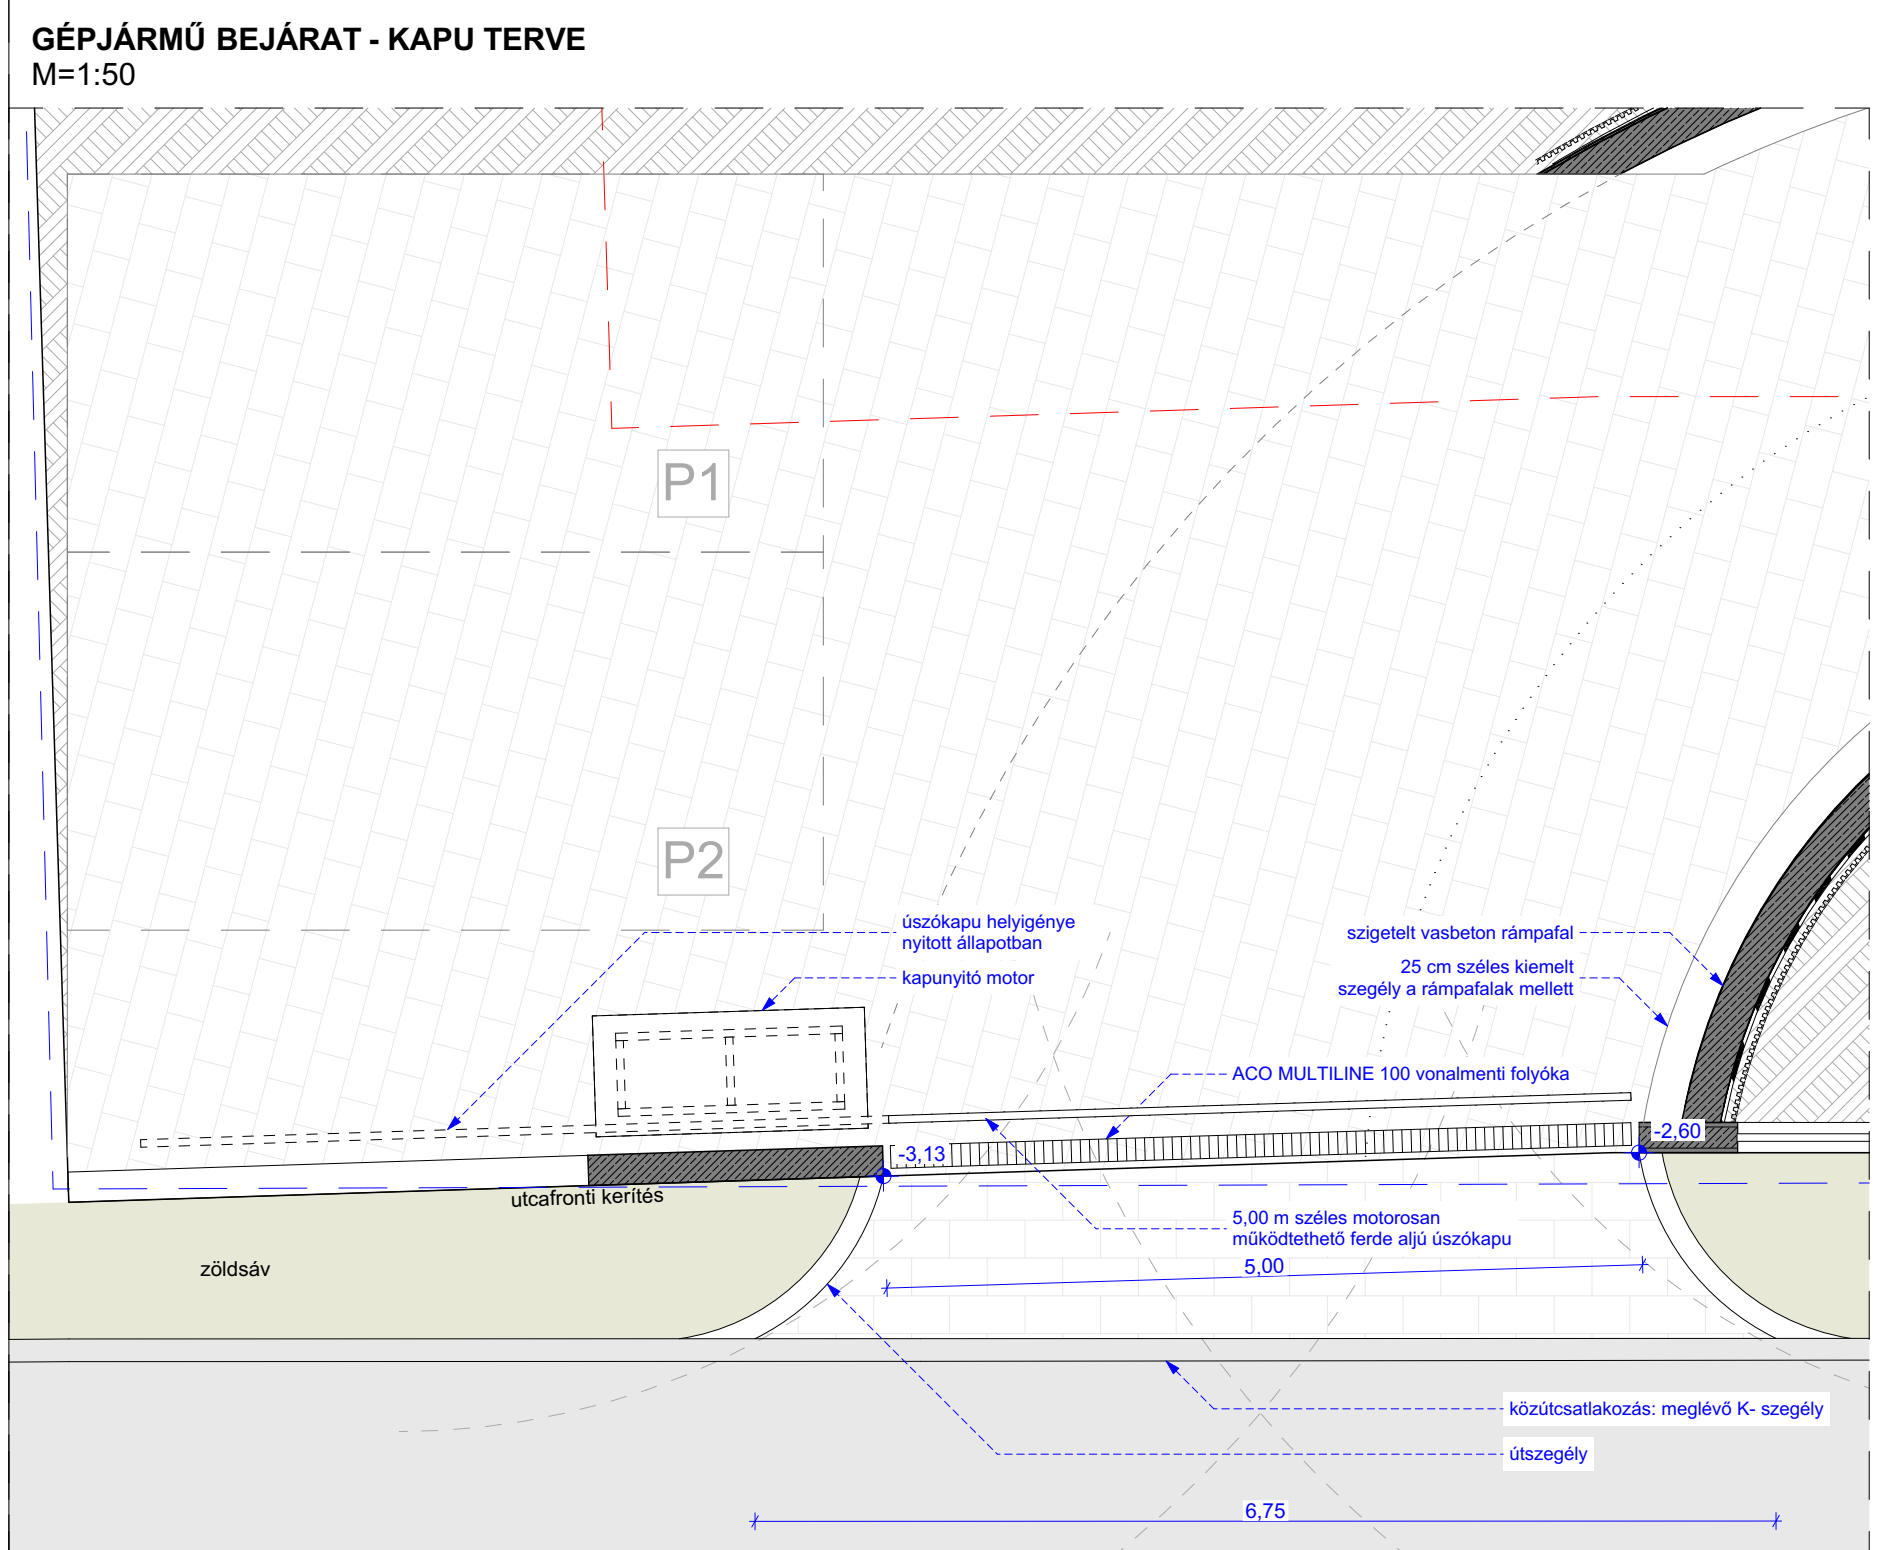 GÉPJÁRMŰ BEJÁRAT - KAPU TERVE
M=1:50
P1
P2
úszókapu helyigénye
nyitott állapotban
kapunyitó motor
szigetelt vasbeton rámpafal
25 cm széles kiemelt
szegély a rámpafalak mellett
ACO MULTILINE 100 vonalmenti folyóka
-3,13
-2,60
utcafronti kerítés
5,00 m széles motorosan
működtethető ferde aljú úszókapu
5,00
zöldsáv
közútcsatlakozás: meglévő K- szegély
útszegély
6,75